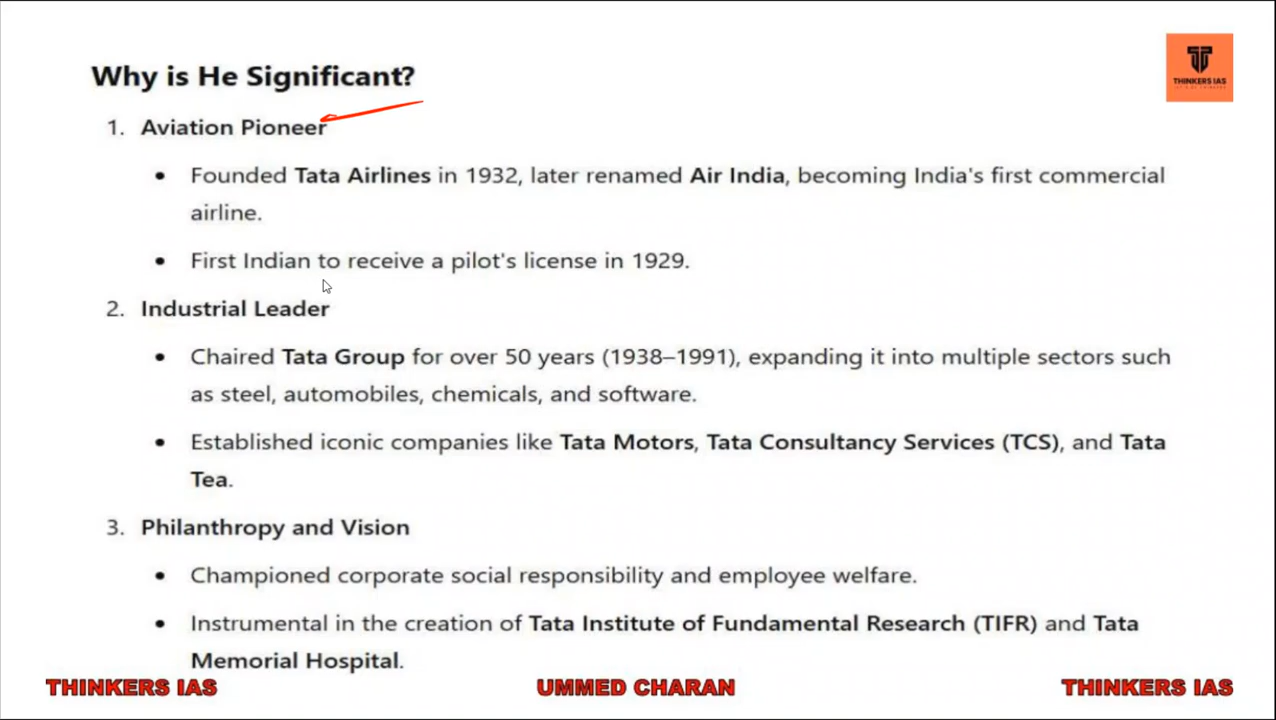 Why is He Significant?
THINKERS IAS
1. Aviation Pioneer
• Founded Tata Airlines in 1932, later renamed Air India, becoming India's first commercial
airline.
• First Indian to receive a pilot's license in 1929.
2. Industrial Leader
• Chaired Tata Group for over 50 years (1938–1991), expanding it into multiple sectors such
as steel, automobiles, chemicals, and software.
• Established iconic companies like Tata Motors, Tata Consultancy Services (TCS), and Tata
Tea.
3. Philanthropy and Vision
• Championed corporate social responsibility and employee welfare.
• Instrumental in the creation of Tata Institute of Fundamental Research (TIFR) and Tata
Memorial Hospital.
THINKERS IAS UMMED CHARAN THINKERS IAS